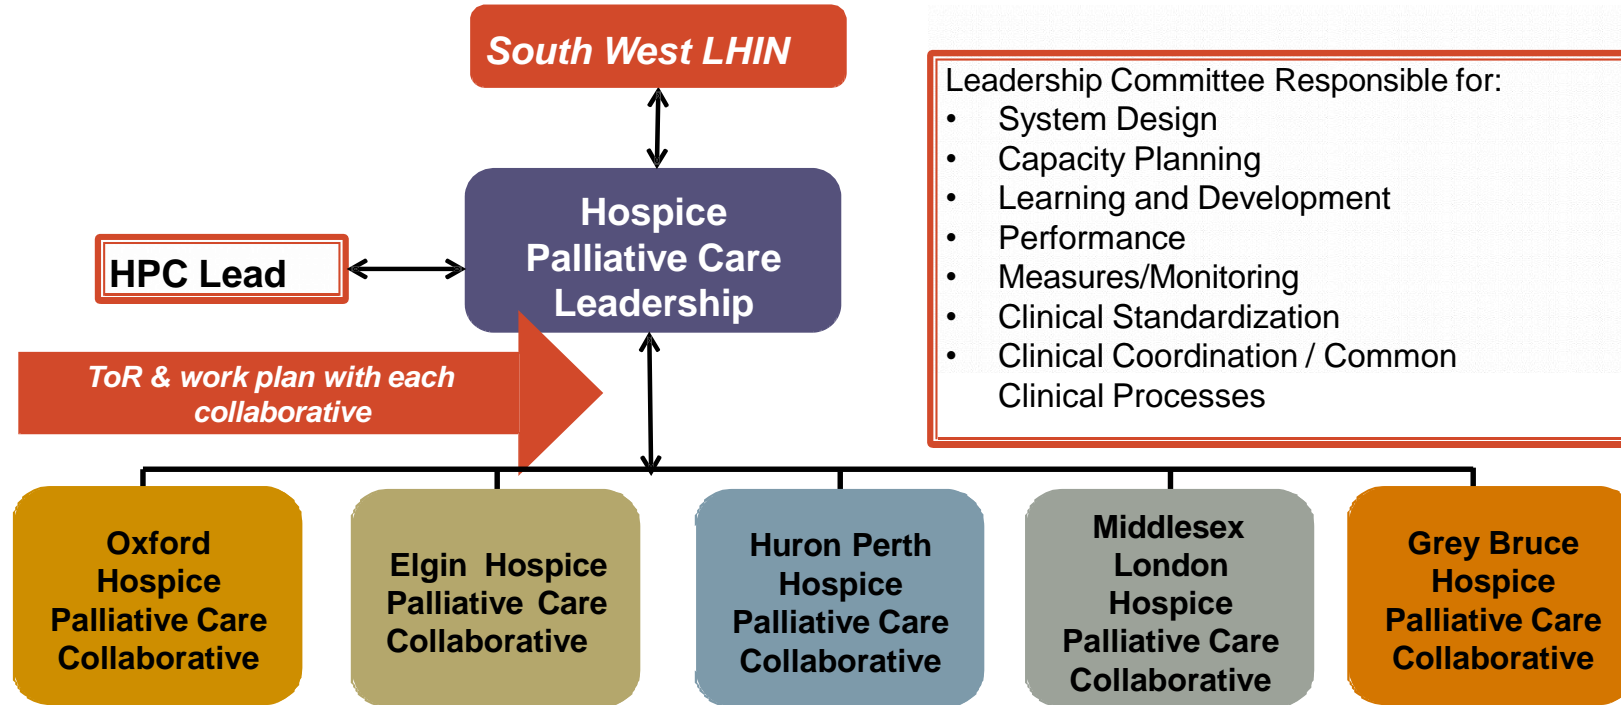 South West LHIN
Leadership Committee Responsible for:
• System Design
• Capacity Planning
• Learning and Development
• Performance
• Measures/Monitoring
• Clinical Standardization
• Clinical Coordination / Common
Clinical Processes
Hospice
Palliative Care
Leadership
HPC Lead
ToR & work plan with each
collaborative
Oxford
Hospice
Palliative Care
Collaborative
Elgin Hospice
Palliative Care
Collaborative
Huron Perth
Hospice
Palliative Care
Collaborative
Middlesex
London
Hospice
Palliative Care
Collaborative
Grey Bruce
Hospice
Palliative Care
Collaborative